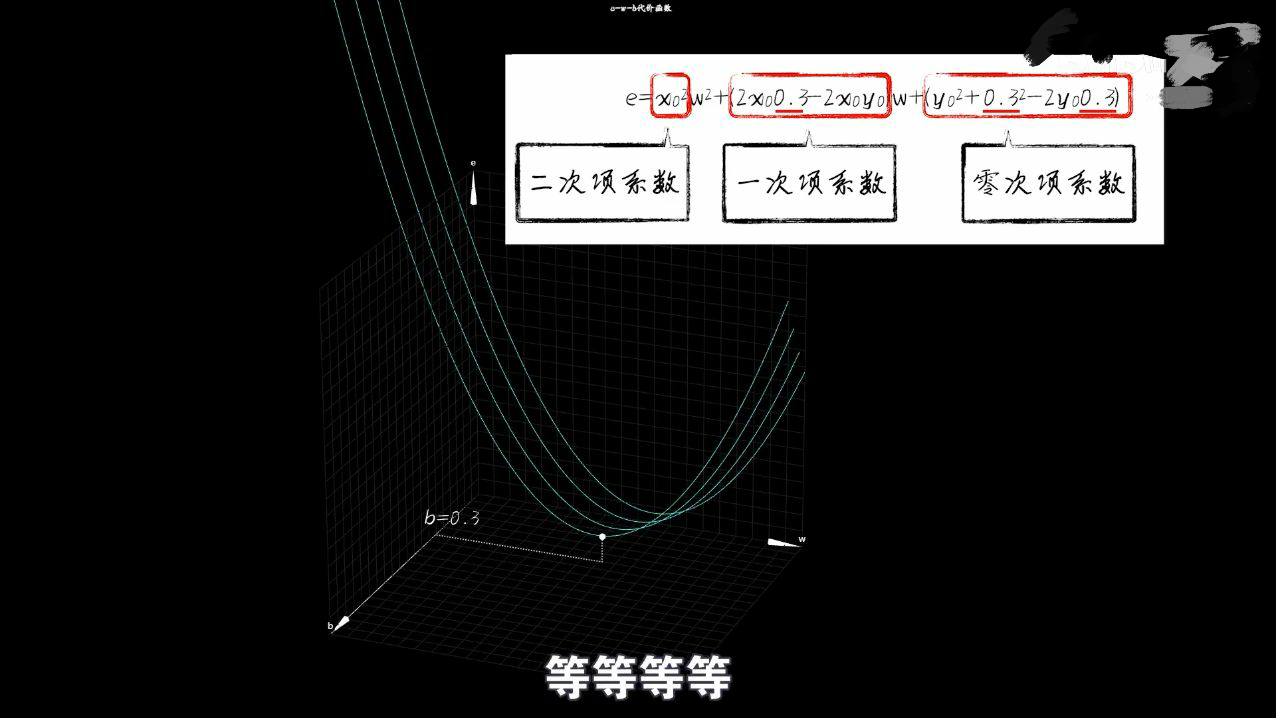 e-w-b代价函数
e=x₀²w²+(2x₀0.3-2x₀y₀)w+(y₀²+0.3²-2y₀0.3)
二次项系数
一次项系数
零次项系数
e
b=0.3
w
b
等等等等